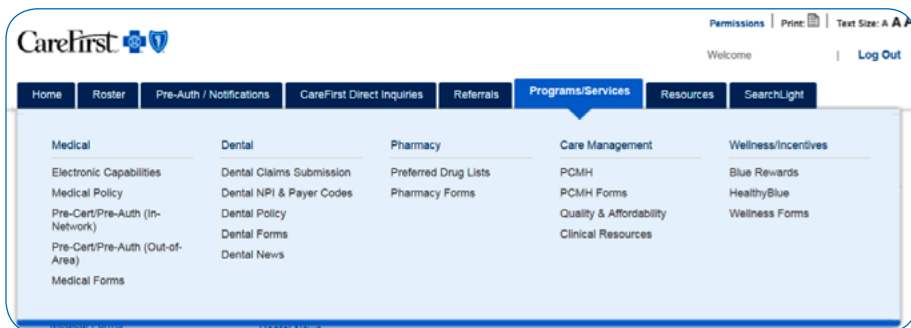 Permissions | Print: | Text Size: A A A
CareFirst
Welcome | Log Out
Home Roster Pre-Auth / Notifications CareFirst Direct Inquiries Referrals Programs/Services Resources SearchLight
Medical
Electronic Capabilities
Medical Policy
Pre-Cert/Pre-Auth (In-
Network)
Pre-Cert/Pre-Auth (Out-of-
Area)
Medical Forms
Dental
Dental Claims Submission
Dental NPI & Payer Codes
Dental Policy
Dental Forms
Dental News
Pharmacy
Preferred Drug Lists
Pharmacy Forms
Care Management
PCMH
PCMH Forms
Quality & Affordability
Clinical Resources
Wellness/Incentives
Blue Rewards
HealthyBlue
Wellness Forms